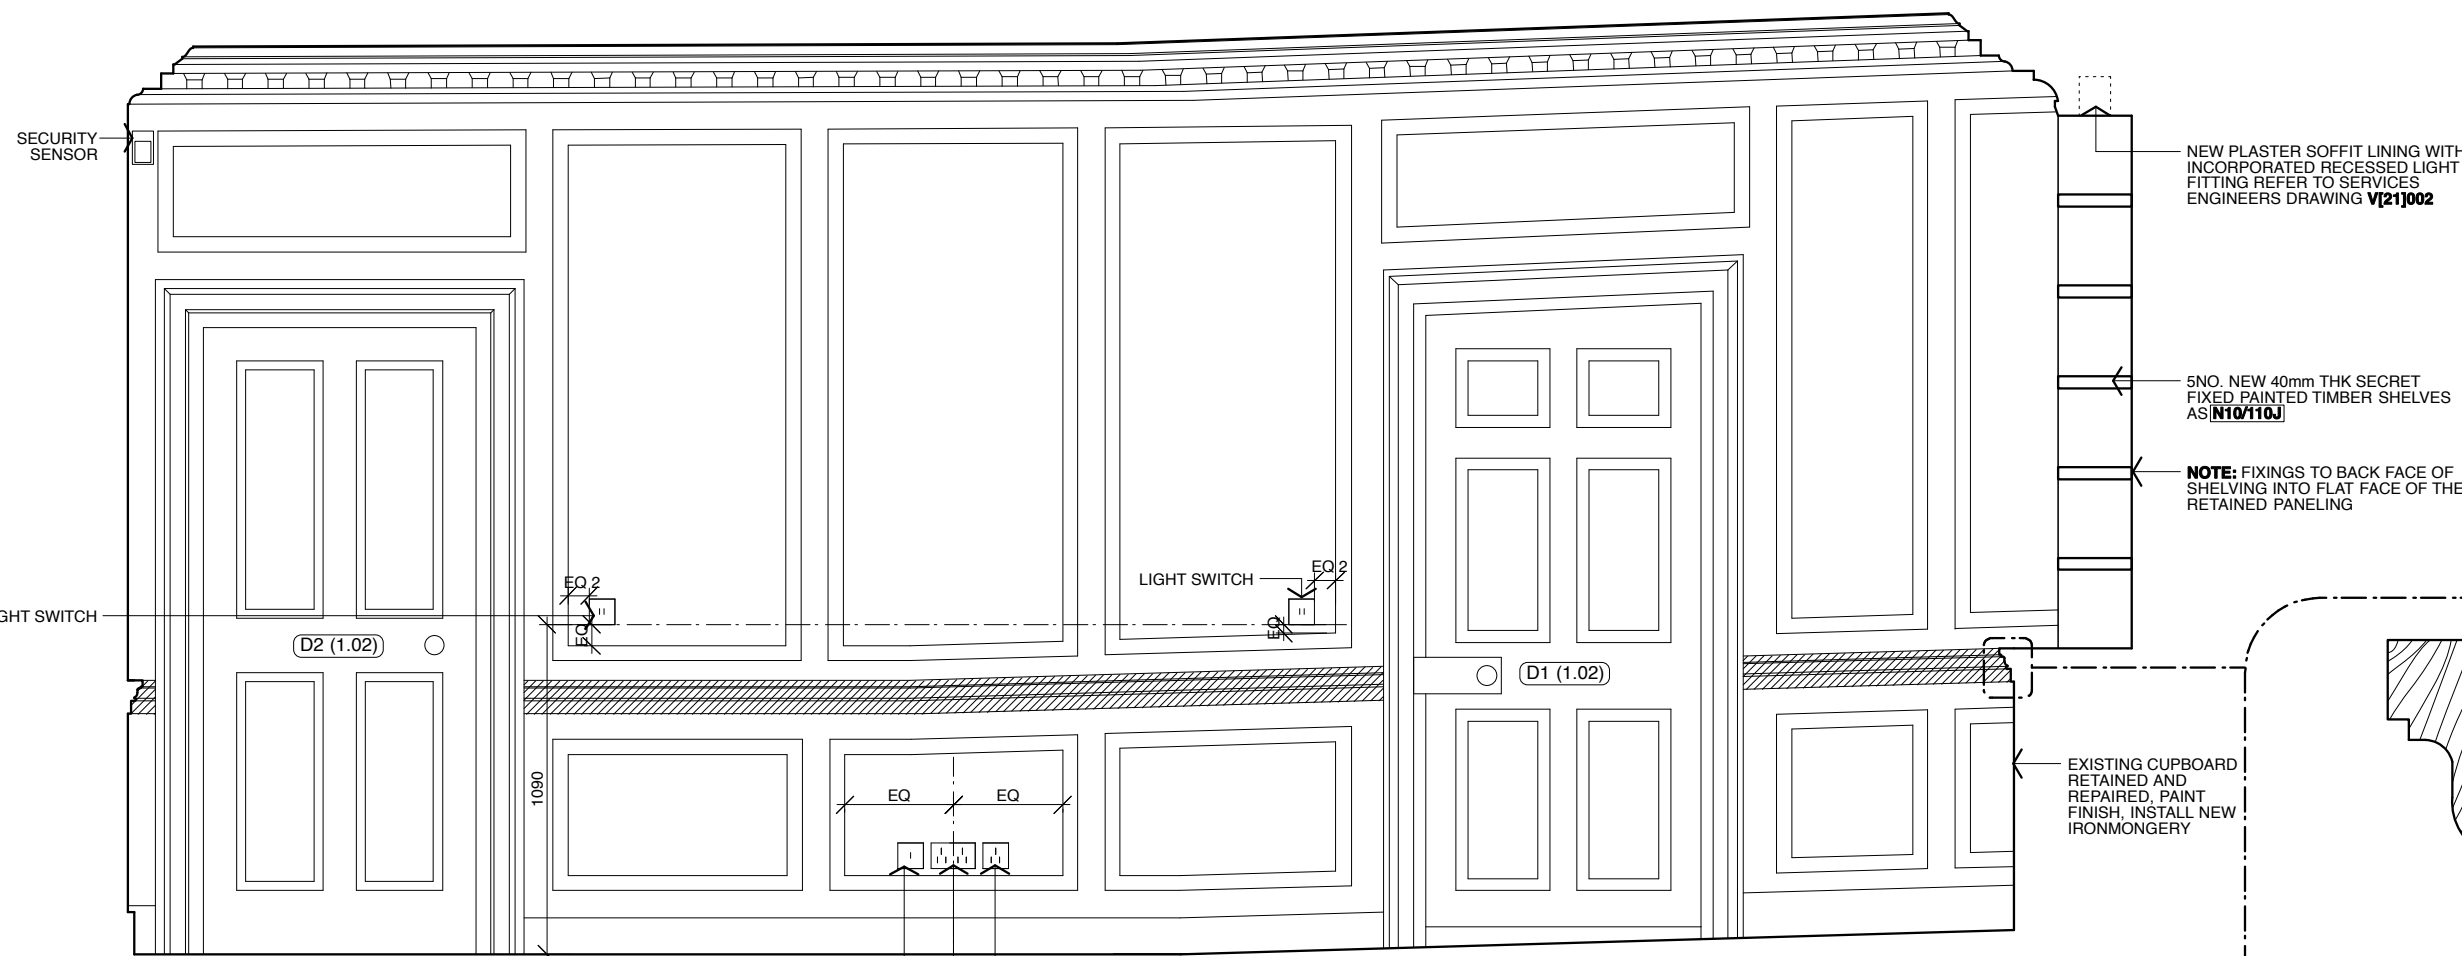 SECURITY
SENSOR
NEW PLASTER SOFFIT LINING WITH
INCORPORATED RECESSED LIGHT
FITTING REFER TO SERVICES
ENGINEERS DRAWING V[21]002
5NO. NEW 40mm THK SECRET
FIXED PAINTED TIMBER SHELVES
AS N10/110J
NOTE: FIXINGS TO BACK FACE OF
SHELVING INTO FLAT FACE OF THE
RETAINED PANELING
EQ 2
LIGHT SWITCH
EQ 2
GHT SWITCH
EQ
EQ
D2 (1.02)
D1 (1.02)
1090
EQ
EQ
EXISTING CUPBOARD
RETAINED AND
REPAIRED, PAINT
FINISH, INSTALL NEW
IRONMONGERY